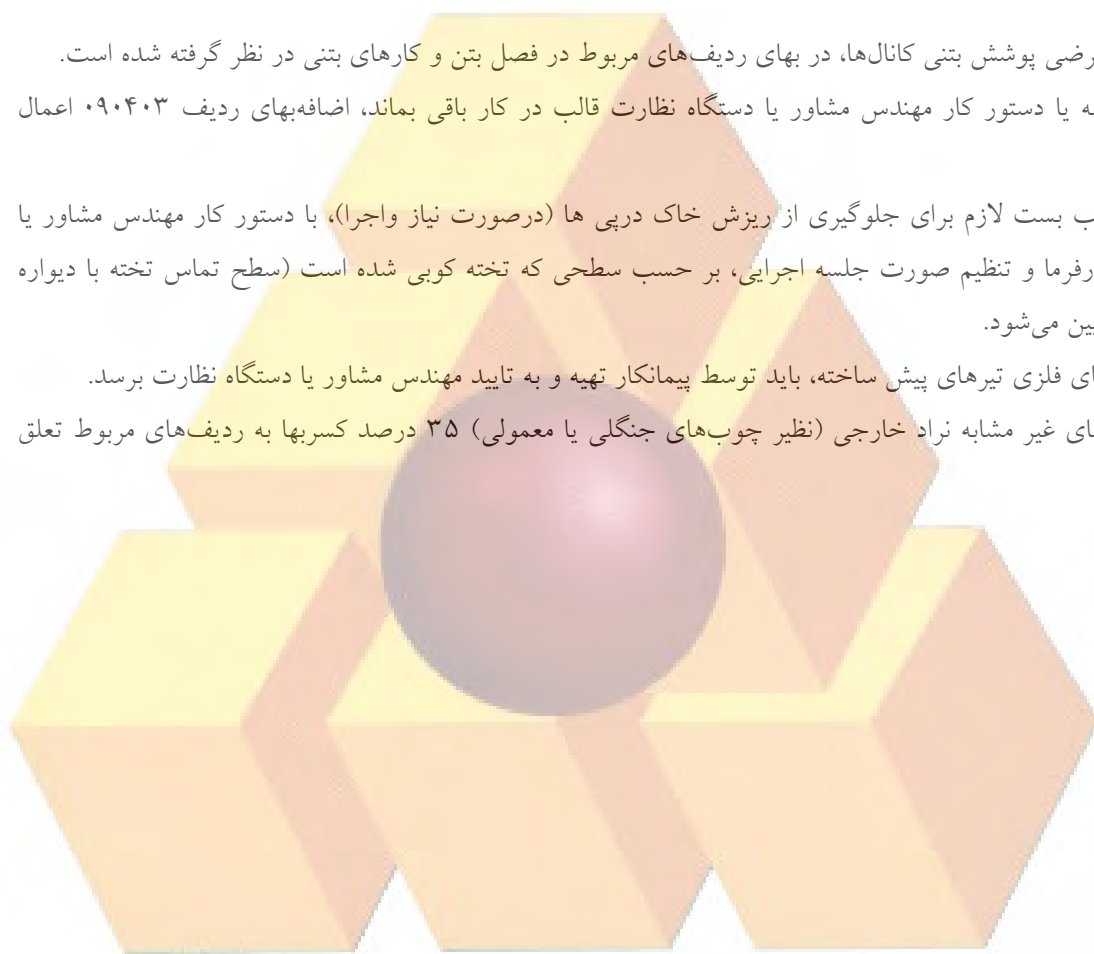 رضی پوشش بتنی کانال‌ها، در بهای ردیف‌های مربوط در فصل بتن و کارهای بتنی در نظر گرفته شده است.
ه یا دستور کار مهندس مشاور یا دستگاه نظارت قالب در کار باقی بماند، اضافه‌بهای ردیف ۰۹۰۴۰۳ اعمال
ب بست لازم برای جلوگیری از ریزش خاک درپی ها (درصورت نیاز واجرا)، با دستور کار مهندس مشاور یا
رفرما و تنظیم صورت جلسه اجرایی، بر حسب سطحی که تخته کوبی شده است (سطح تماس تخته با دیواره
یین می‌شود.
ای فلزی تیرهای پیش ساخته، باید توسط پیمانکار تهیه و به تایید مهندس مشاور یا دستگاه نظارت برسد.
ای غیر مشابه نراد خارجی (نظیر چوب‌های جنگلی یا معمولی) ۳۵ درصد کسربها به ردیف‌های مربوط تعلق